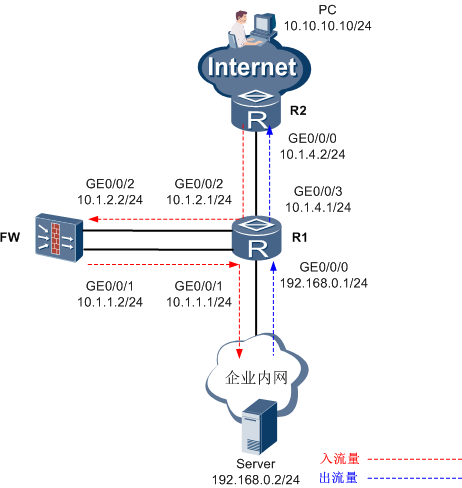 PC
10.10.10.10/24
Internet
R
R2
GE0/0/0
10.1.4.2/24
GE0/0/2
10.1.2.2/24
GE0/0/2
10.1.2.1/24
GE0/0/3
10.1.4.1/24
FW
R
R1
GE0/0/1
10.1.1.2/24
GE0/0/1
10.1.1.1/24
GE0/0/0
192.168.0.1/24
企业内网
Server
192.168.0.2/24
入流量
出流量